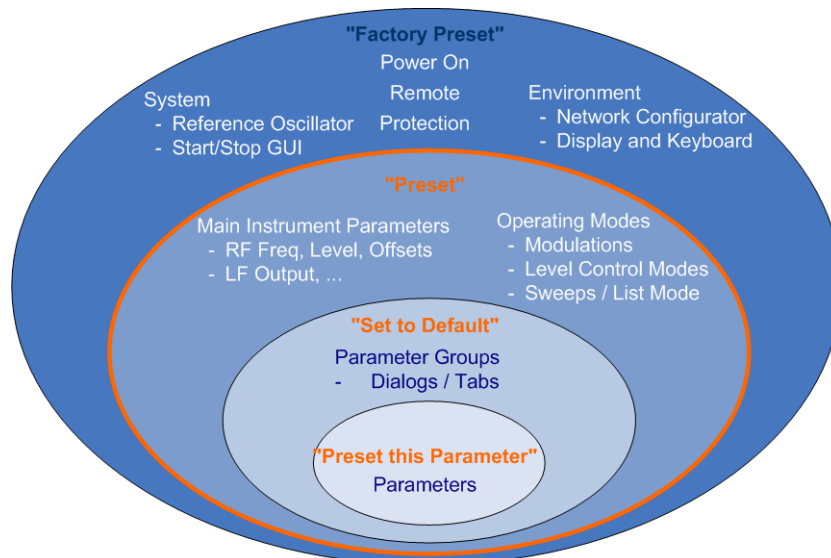 "Factory Preset"
Power On
Remote
Protection
System
- Reference Oscillator
- Start/Stop GUI
Environment
- Network Configurator
- Display and Keyboard
"Preset"
Main Instrument Parameters
- RF Freq, Level, Offsets
- LF Output, ...
Operating Modes
- Modulations
- Level Control Modes
- Sweeps / List Mode
"Set to Default"
Parameter Groups
- Dialogs / Tabs
"Preset this Parameter"
Parameters